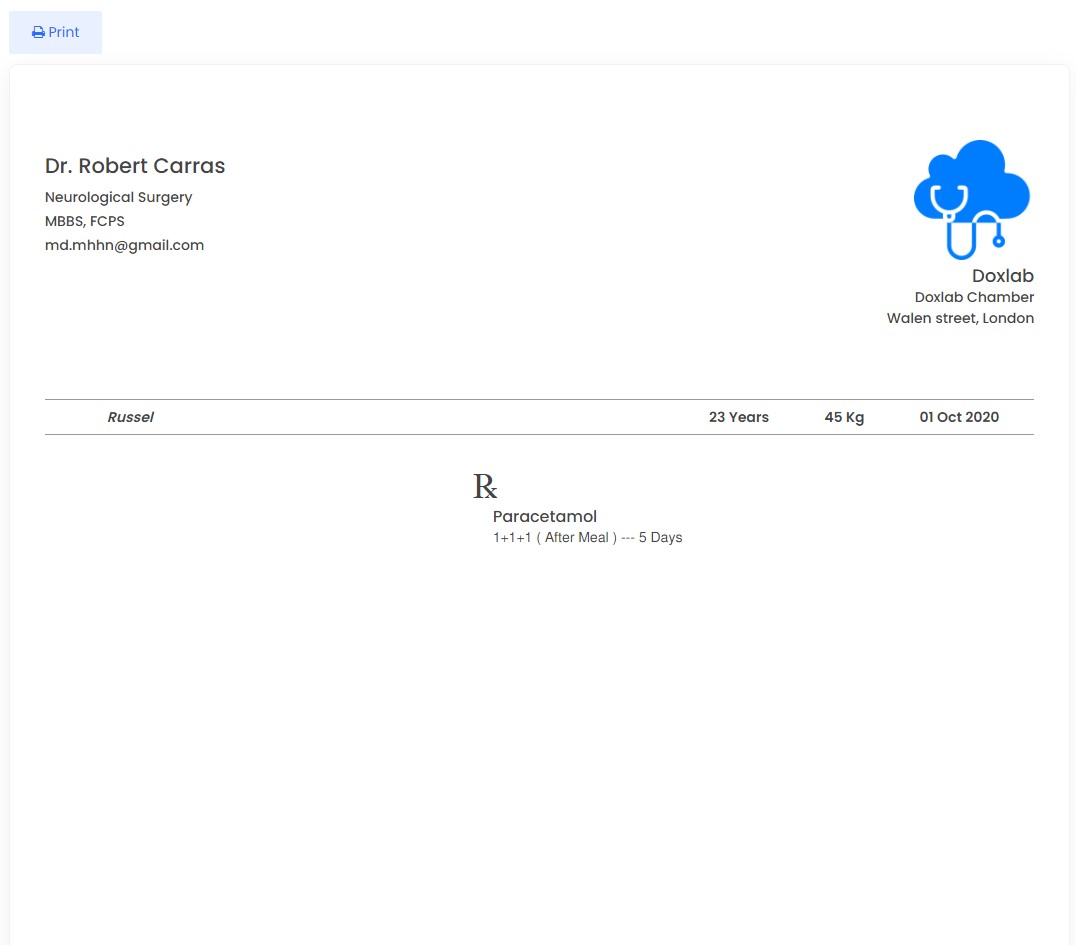 Print
Dr. Robert Carras
Neurological Surgery
MBBS, FCPS
md.mhhn@gmail.com
Doxlab
Doxlab Chamber
Walen street, London
Russel 23 Years 45 Kg 01 Oct 2020
℞
Paracetamol
1+1+1 ( After Meal ) --- 5 Days